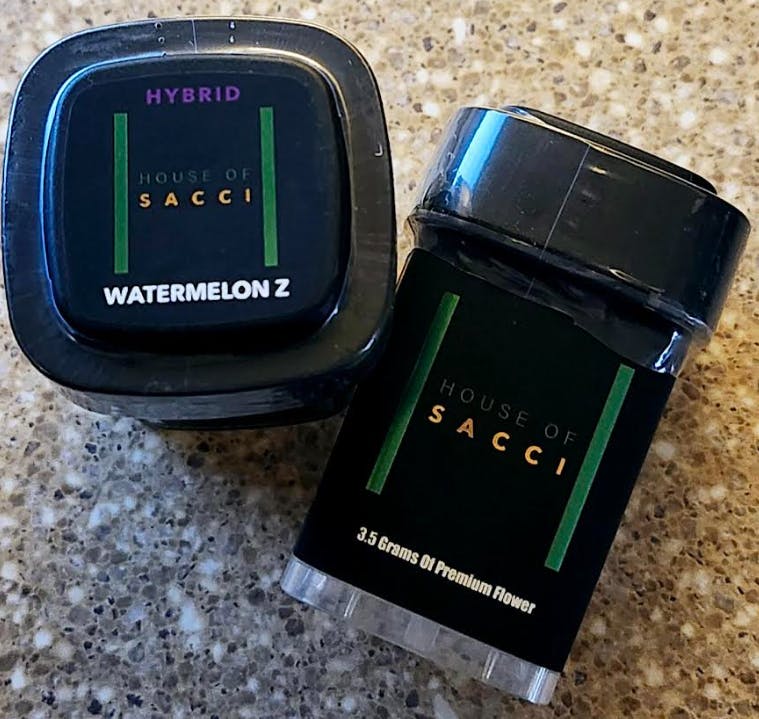 HYBRID
HOUSE OF
SACCI
WATERMELON Z
HOUSE OF
SACCI
3.5 Grams Of Premium Flower